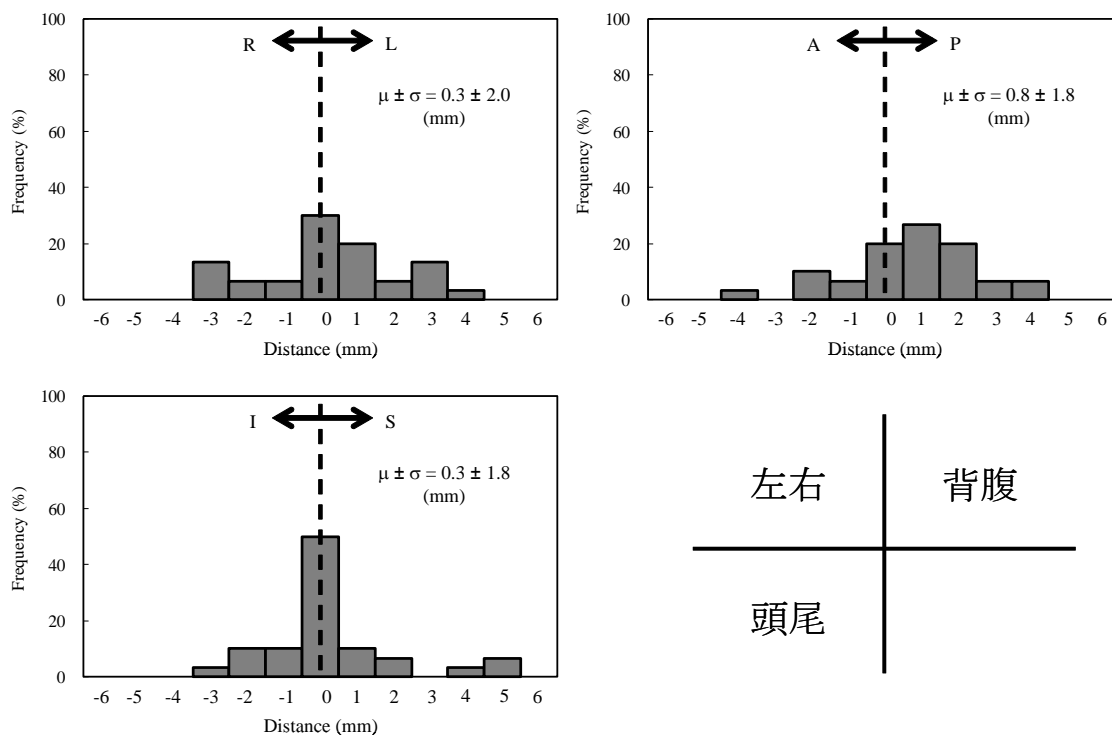 100
80
60
40
20
0
Frequency (%)
R
L
μ ± σ = 0.3 ± 2.0
(mm)
-6 -5 -4 -3 -2 -1 0 1 2 3 4 5 6
Distance (mm)
100
80
60
40
20
0
Frequency (%)
A
P
μ ± σ = 0.8 ± 1.8
(mm)
-6 -5 -4 -3 -2 -1 0 1 2 3 4 5 6
Distance (mm)
100
80
60
40
20
0
Frequency (%)
I
S
μ ± σ = 0.3 ± 1.8
(mm)
-6 -5 -4 -3 -2 -1 0 1 2 3 4 5 6
Distance (mm)
左右
背腹
頭尾